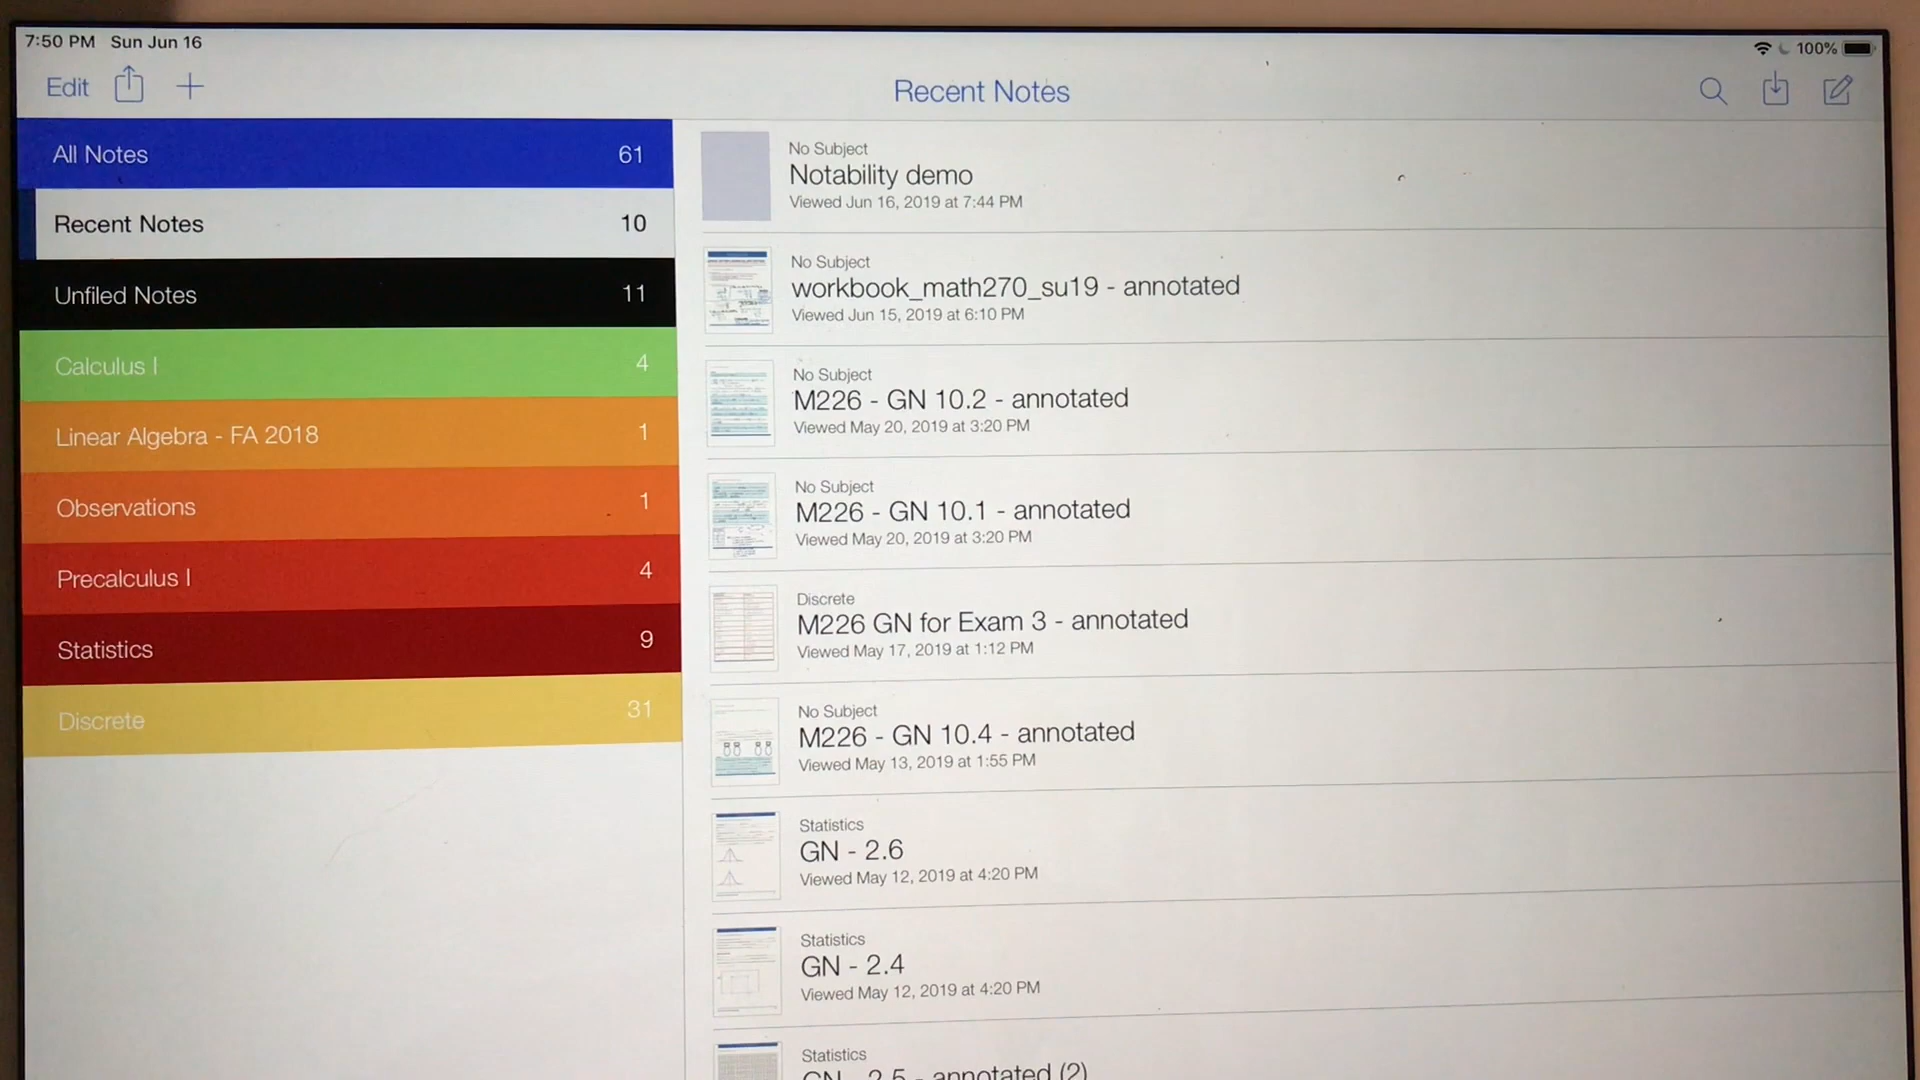 7:50 PM Sun Jun 16
100%
Edit
Recent Notes
All Notes 61
Recent Notes 10
Unfiled Notes 11
Calculus I 4
Linear Algebra - FA 2018 1
Observations 1
Precalculus I 4
Statistics 9
Discrete 31
No Subject
Notability demo
Viewed Jun 16, 2019 at 7:44 PM
No Subject
workbook_math270_su19 - annotated
Viewed Jun 15, 2019 at 6:10 PM
No Subject
M226 - GN 10.2 - annotated
Viewed May 20, 2019 at 3:20 PM
No Subject
M226 - GN 10.1 - annotated
Viewed May 20, 2019 at 3:20 PM
Discrete
M226 GN for Exam 3 - annotated
Viewed May 17, 2019 at 1:12 PM
No Subject
M226 - GN 10.4 - annotated
Viewed May 13, 2019 at 1:55 PM
Statistics
GN - 2.6
Viewed May 12, 2019 at 4:20 PM
Statistics
GN - 2.4
Viewed May 12, 2019 at 4:20 PM
Statistics
GN - 2.5 - annotated (2)